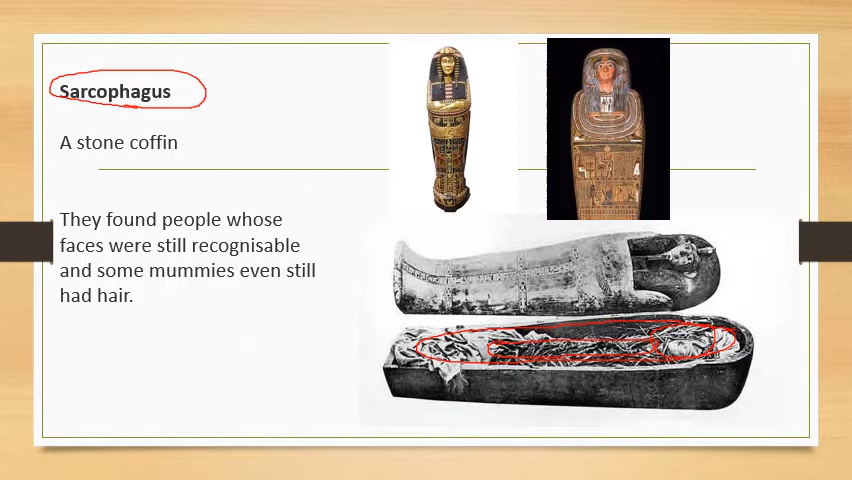 Sarcophagus
A stone coffin
They found people whose
faces were still recognisable
and some mummies even still
had hair.